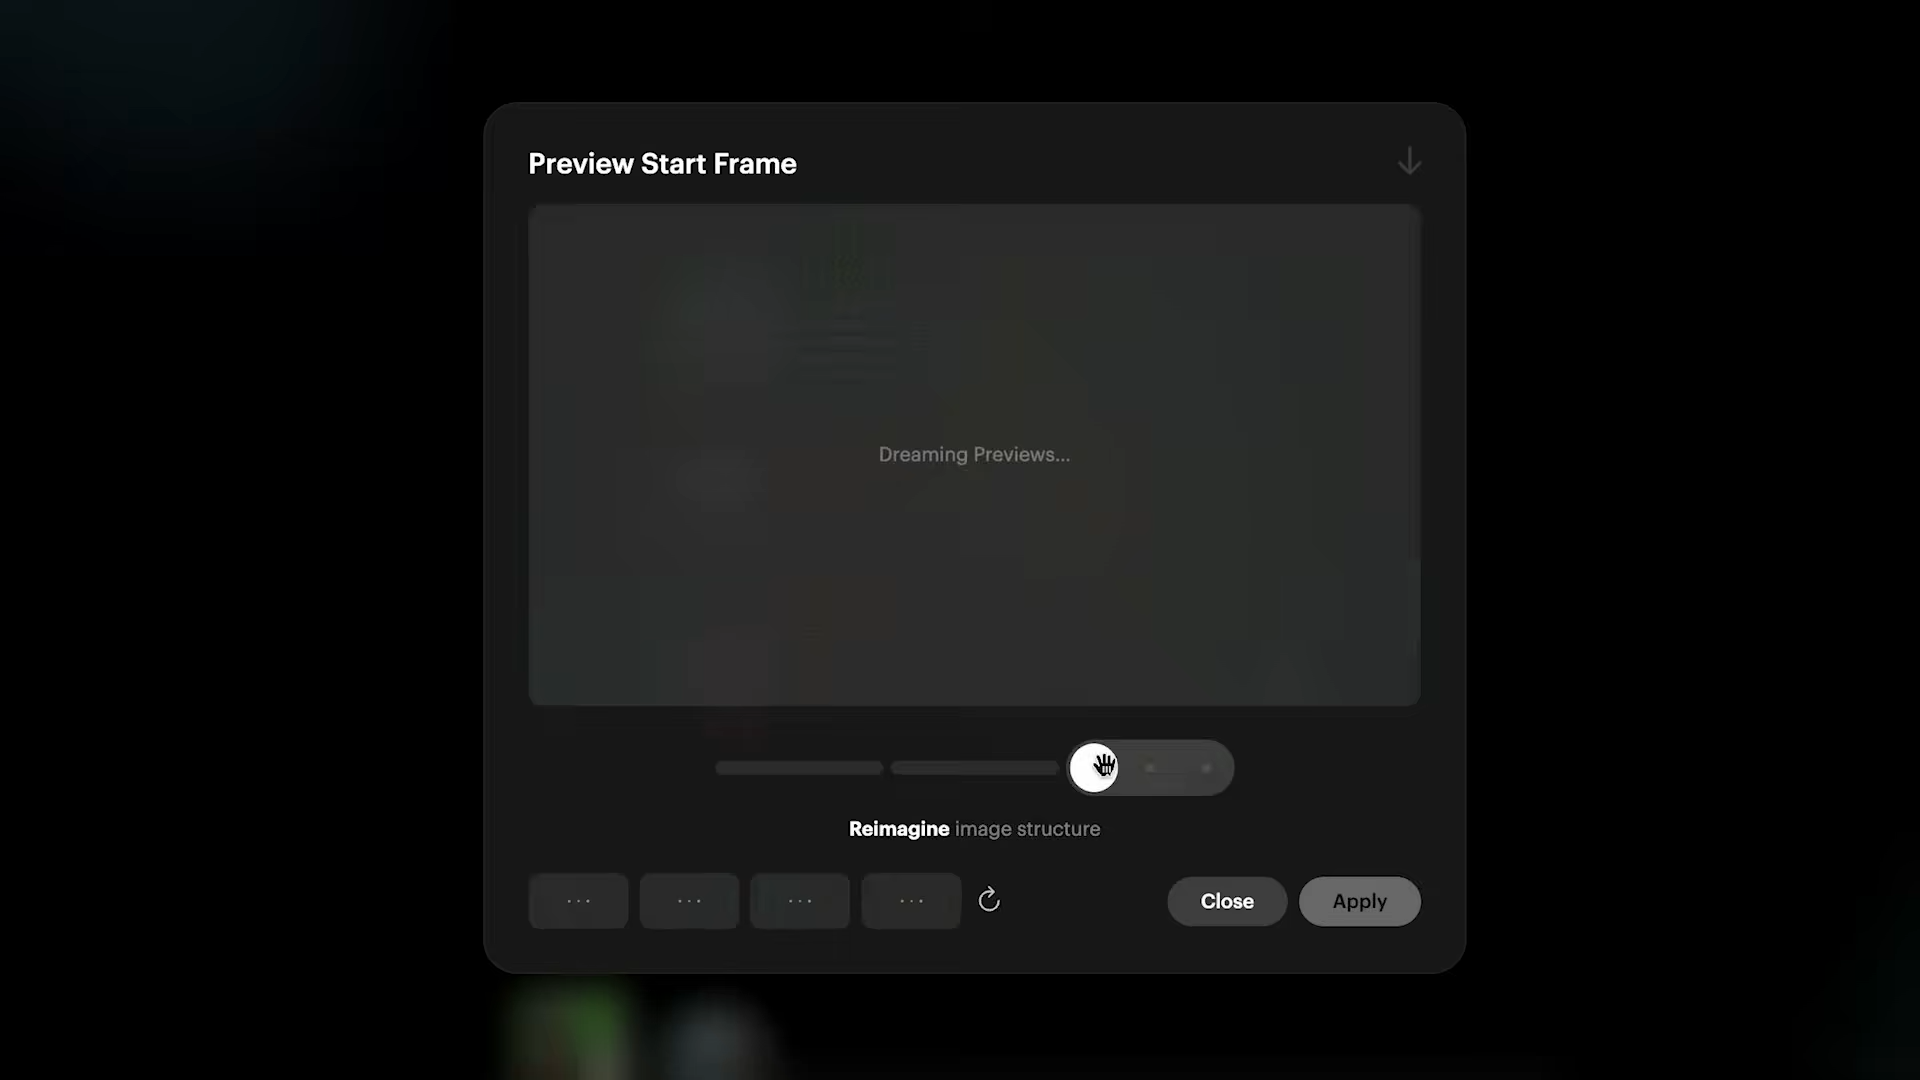 Preview Start Frame
Dreaming Previews...
Reimagine image structure
... ... ... ...
Close Apply